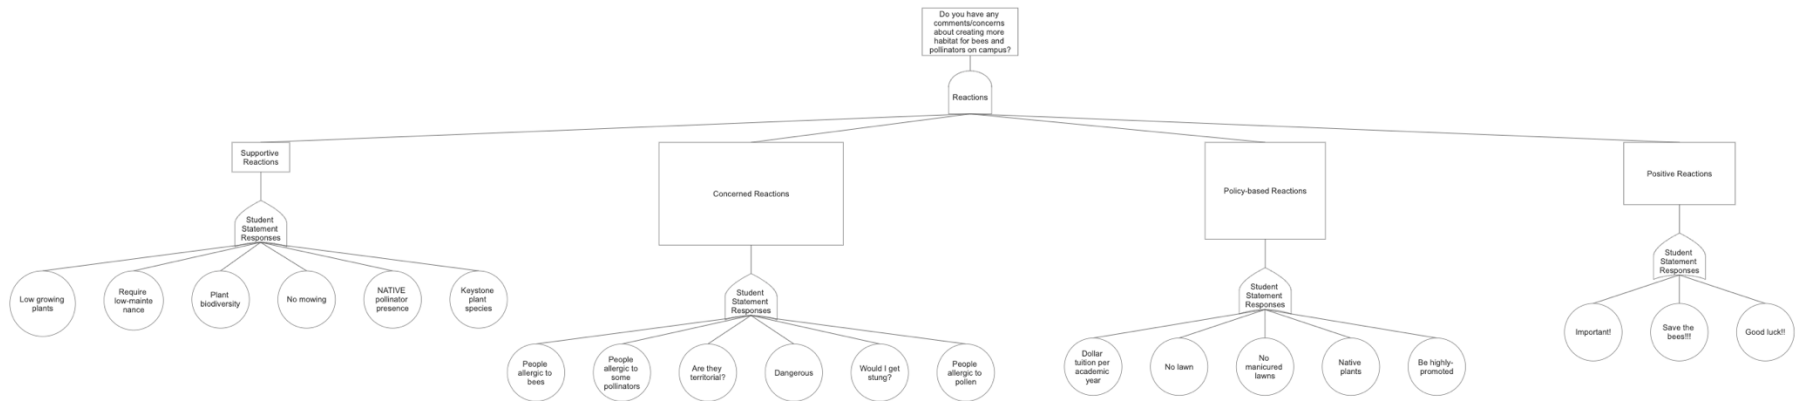 Do you have any
comments/concerns
about creating more
habitat for bees and
pollinators on campus?
Reactions
Supportive
Reactions
Concerned Reactions
Policy-based Reactions
Positive Reactions
Student
Statement
Responses
Low growing
plants
Require
low-mainte
nance
Plant
biodiversity
No mowing
NATIVE
pollinator
presence
Keystone
plant
species
Student
Statement
Responses
People
allergic to
bees
People
allergic to
some
pollinators
Are they
territorial?
Dangerous
Would I get
stung?
People
allergic to
pollen
Student
Statement
Responses
Dollar
tuition per
academic
year
No lawn
No
manicured
lawns
Native
plants
Be highly-
promoted
Student
Statement
Responses
Important!
Save the
bees!!!
Good luck!!